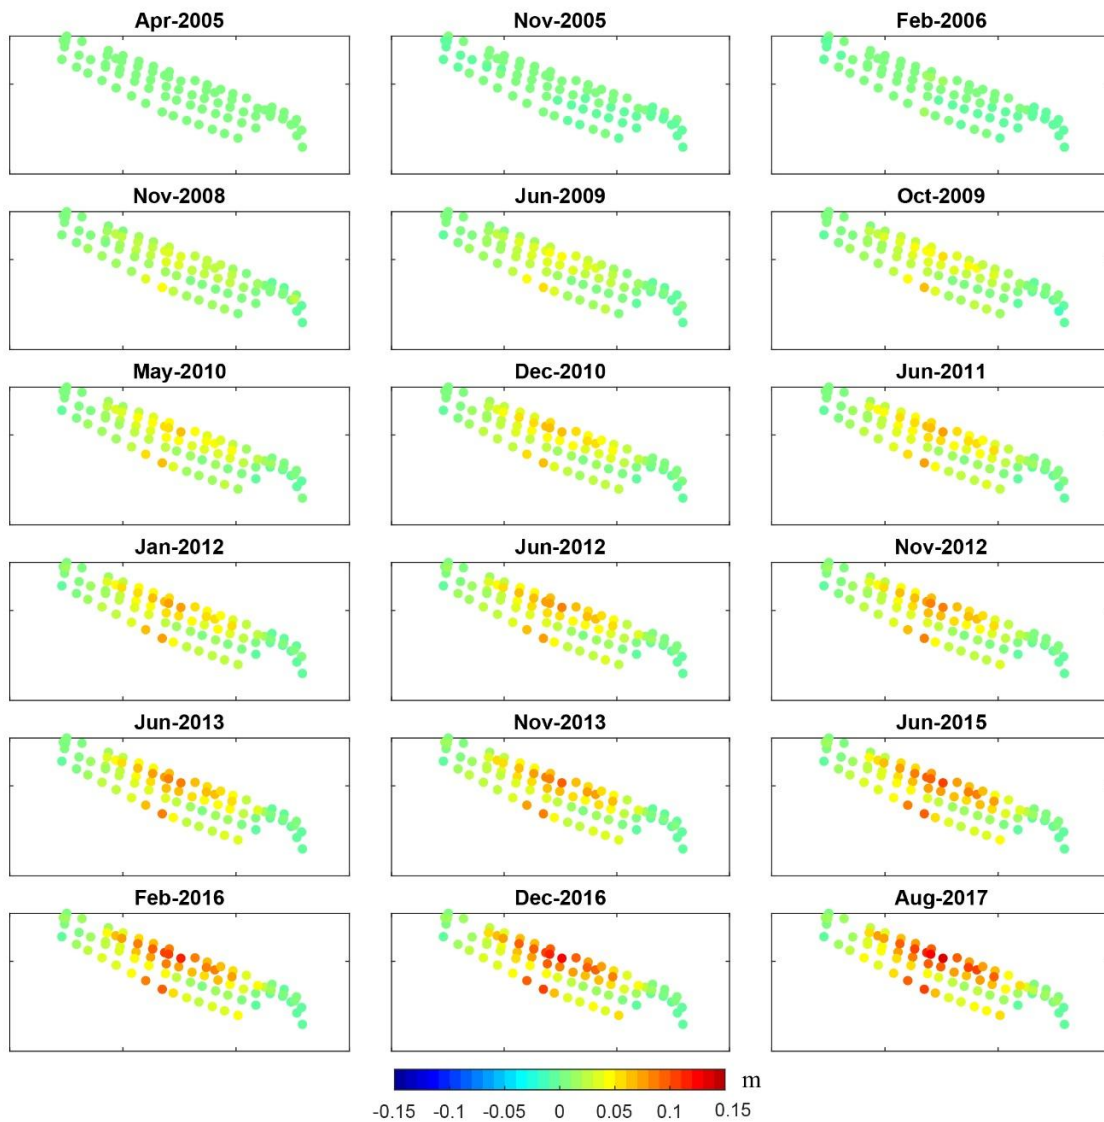 Apr-2005 Nov-2005 Feb-2006
Nov-2008 Jun-2009 Oct-2009
May-2010 Dec-2010 Jun-2011
Jan-2012 Jun-2012 Nov-2012
Jun-2013 Nov-2013 Jun-2015
Feb-2016 Dec-2016 Aug-2017
m
-0.15 -0.1 -0.05 0 0.05 0.1 0.15